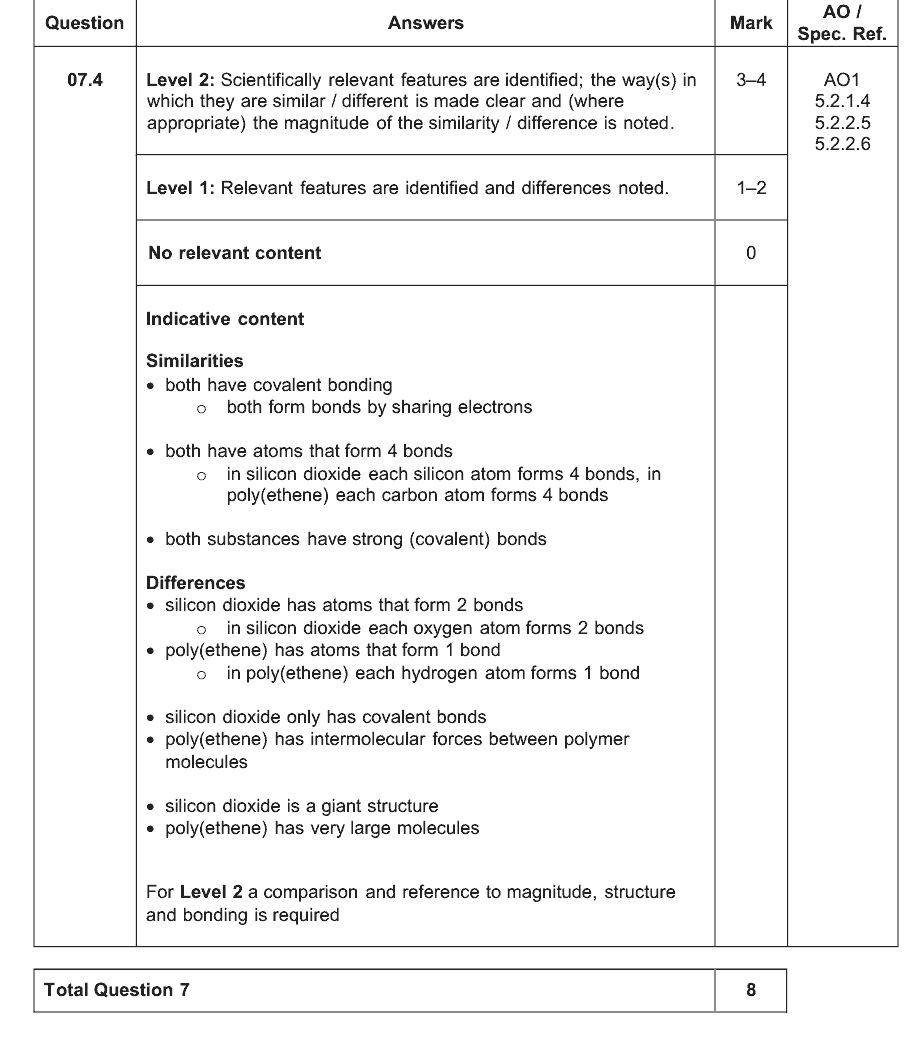 Question
Answers
Mark
AO /
Spec. Ref.
07.4
Level 2: Scientifically relevant features are identified; the way(s) in
which they are similar / different is made clear and (where
appropriate) the magnitude of the similarity / difference is noted.
3–4
AO1
5.2.1.4
5.2.2.5
5.2.2.6
Level 1: Relevant features are identified and differences noted.
1–2
No relevant content
0
Indicative content
Similarities
• both have covalent bonding
o both form bonds by sharing electrons
• both have atoms that form 4 bonds
o in silicon dioxide each silicon atom forms 4 bonds, in
poly(ethene) each carbon atom forms 4 bonds
• both substances have strong (covalent) bonds
Differences
• silicon dioxide has atoms that form 2 bonds
o in silicon dioxide each oxygen atom forms 2 bonds
• poly(ethene) has atoms that form 1 bond
o in poly(ethene) each hydrogen atom forms 1 bond
• silicon dioxide only has covalent bonds
• poly(ethene) has intermolecular forces between polymer
molecules
• silicon dioxide is a giant structure
• poly(ethene) has very large molecules
For Level 2 a comparison and reference to magnitude, structure
and bonding is required
Total Question 7
8